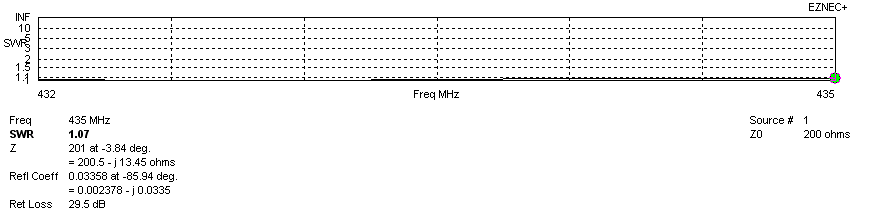 EZNEC+
INF
10
5
SWR
3
2
1.5
1.1
1
432
Freq MHz
435
Freq 435 MHz
Source # 1
SWR 1.07
Z0 200 ohms
Z 201 at -3.84 deg.
= 200.5 - j 13.45 ohms
Refl Coeff 0.03358 at -85.94 deg.
= 0.002378 - j 0.0335
Ret Loss 29.5 dB